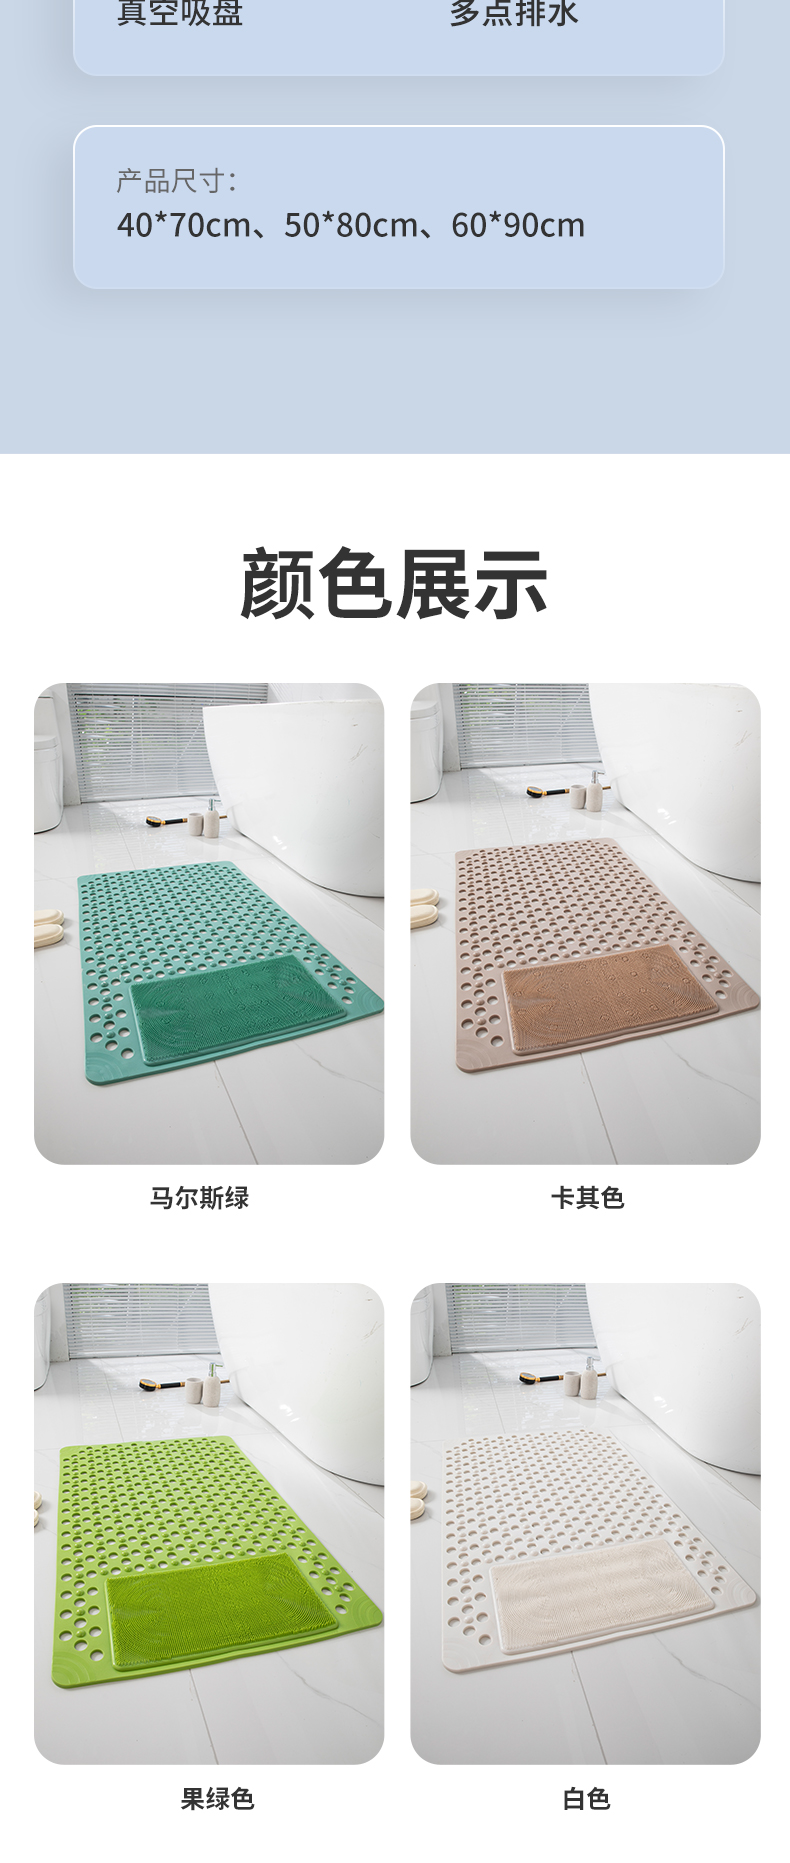 真空吸盘 多点排水
产品尺寸：
40*70cm、50*80cm、60*90cm
颜色展示
马尔斯绿 卡其色
果绿色 白色